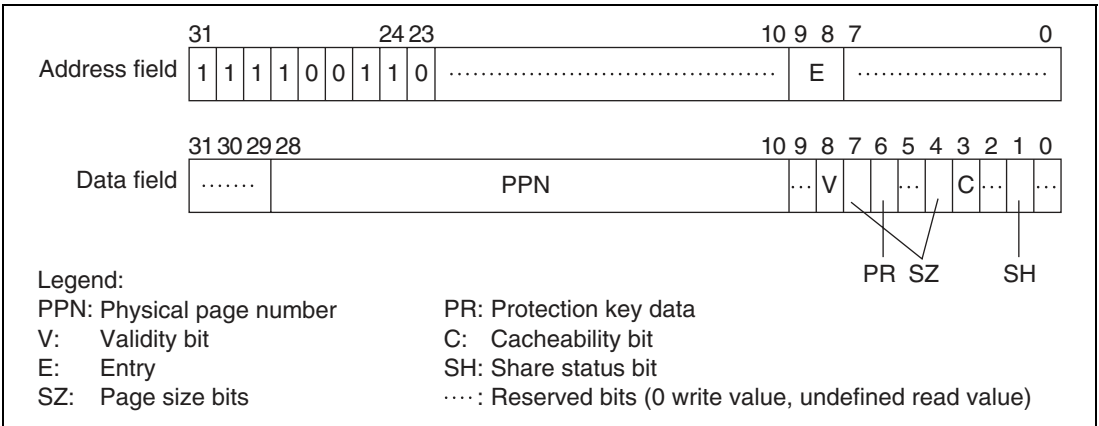 31 24 23 10 9 8 7 0
Address field 1 1 1 1 0 0 1 1 0 ........................................ E ........................
31 30 29 28 10 9 8 7 6 5 4 3 2 1 0
Data field ....... PPN ... V ... C ... ...
PR SZ SH
Legend:
PPN: Physical page number PR: Protection key data
V: Validity bit C: Cacheability bit
E: Entry SH: Share status bit
SZ: Page size bits ····: Reserved bits (0 write value, undefined read value)